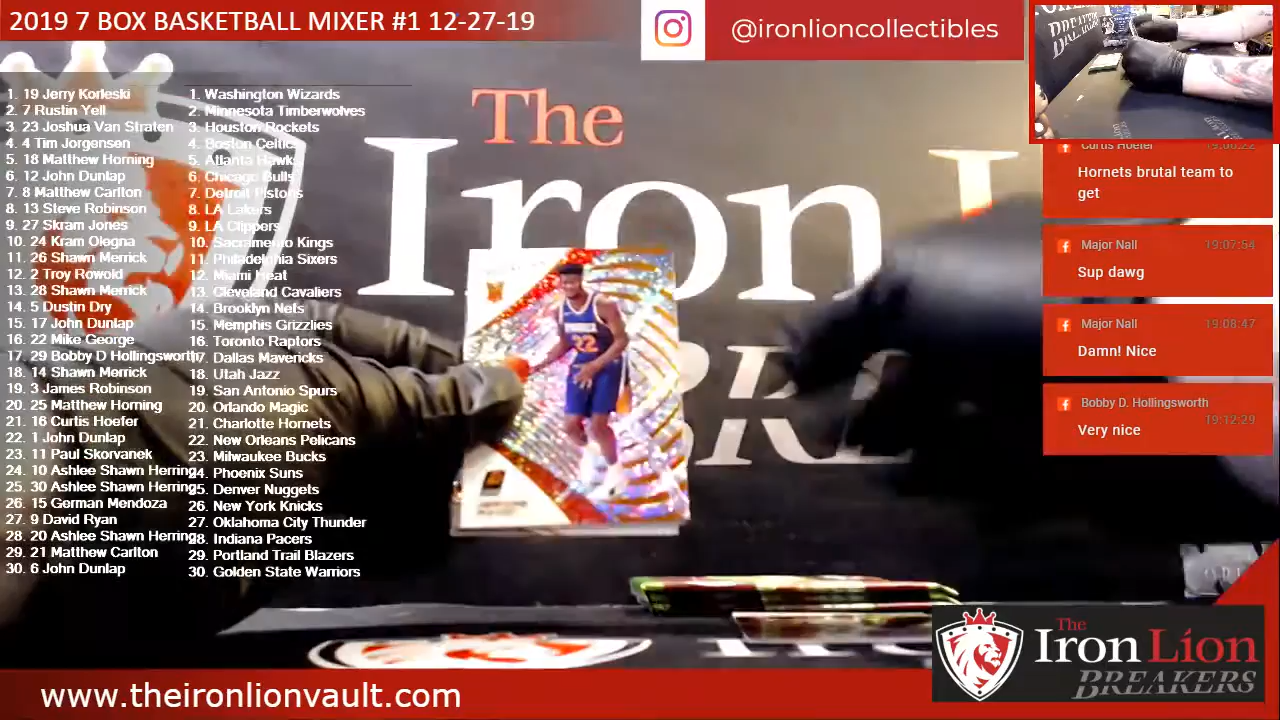 2019 7 BOX BASKETBALL MIXER #1 12-27-19
@ironlioncollectibles
1. 19 Jerry Korleski
2. 7 Rustin Yell
3. 23 Joshua Van Straten
4. 4 Tim Jorgensen
5. 18 Matthew Horning
6. 12 John Dunlap
7. 8 Matthew Carlton
8. 13 Steve Robinson
9. 27 Skram Jones
10. 24 Kram Olegna
11. 26 Shawn Merrick
12. 2 Troy Rowold
13. 28 Shawn Merrick
14. 5 Dustin Dry
15. 17 John Dunlap
16. 22 Mike George
17. 29 Bobby D Hollingsworth
18. 14 Shawn Merrick
19. 3 James Robinson
20. 25 Matthew Horning
21. 16 Curtis Hoefer
22. 1 John Dunlap
23. 11 Paul Skorvanek
24. 10 Ashlee Shawn Herring
25. 30 Ashlee Shawn Herring
26. 15 German Mendoza
27. 9 David Ryan
28. 20 Ashlee Shawn Herring
29. 21 Matthew Carlton
30. 6 John Dunlap
1. Washington Wizards
2. Minnesota Timberwolves
3. Houston Rockets
4. Boston Celtics
5. Atlanta Hawks
6. Chicago Bulls
7. Detroit Pistons
8. LA Lakers
9. LA Clippers
10. Sacramento Kings
11. Philadelphia Sixers
12. Miami Heat
13. Cleveland Cavaliers
14. Brooklyn Nets
15. Memphis Grizzlies
16. Toronto Raptors
17. Dallas Mavericks
18. Utah Jazz
19. San Antonio Spurs
20. Orlando Magic
21. Charlotte Hornets
22. New Orleans Pelicans
23. Milwaukee Bucks
24. Phoenix Suns
25. Denver Nuggets
26. New York Knicks
27. Oklahoma City Thunder
28. Indiana Pacers
29. Portland Trail Blazers
30. Golden State Warriors
The
Iron L
22
BREAKERS
Curtis Hoefer 19:06:22
Hornets brutal team to
get
Major Nall 19:07:54
Sup dawg
Major Nall 19:08:47
Damn! Nice
Bobby D. Hollingsworth
19:12:29
Very nice
The
Iron Lion
BREAKERS
www.theironlionvault.com